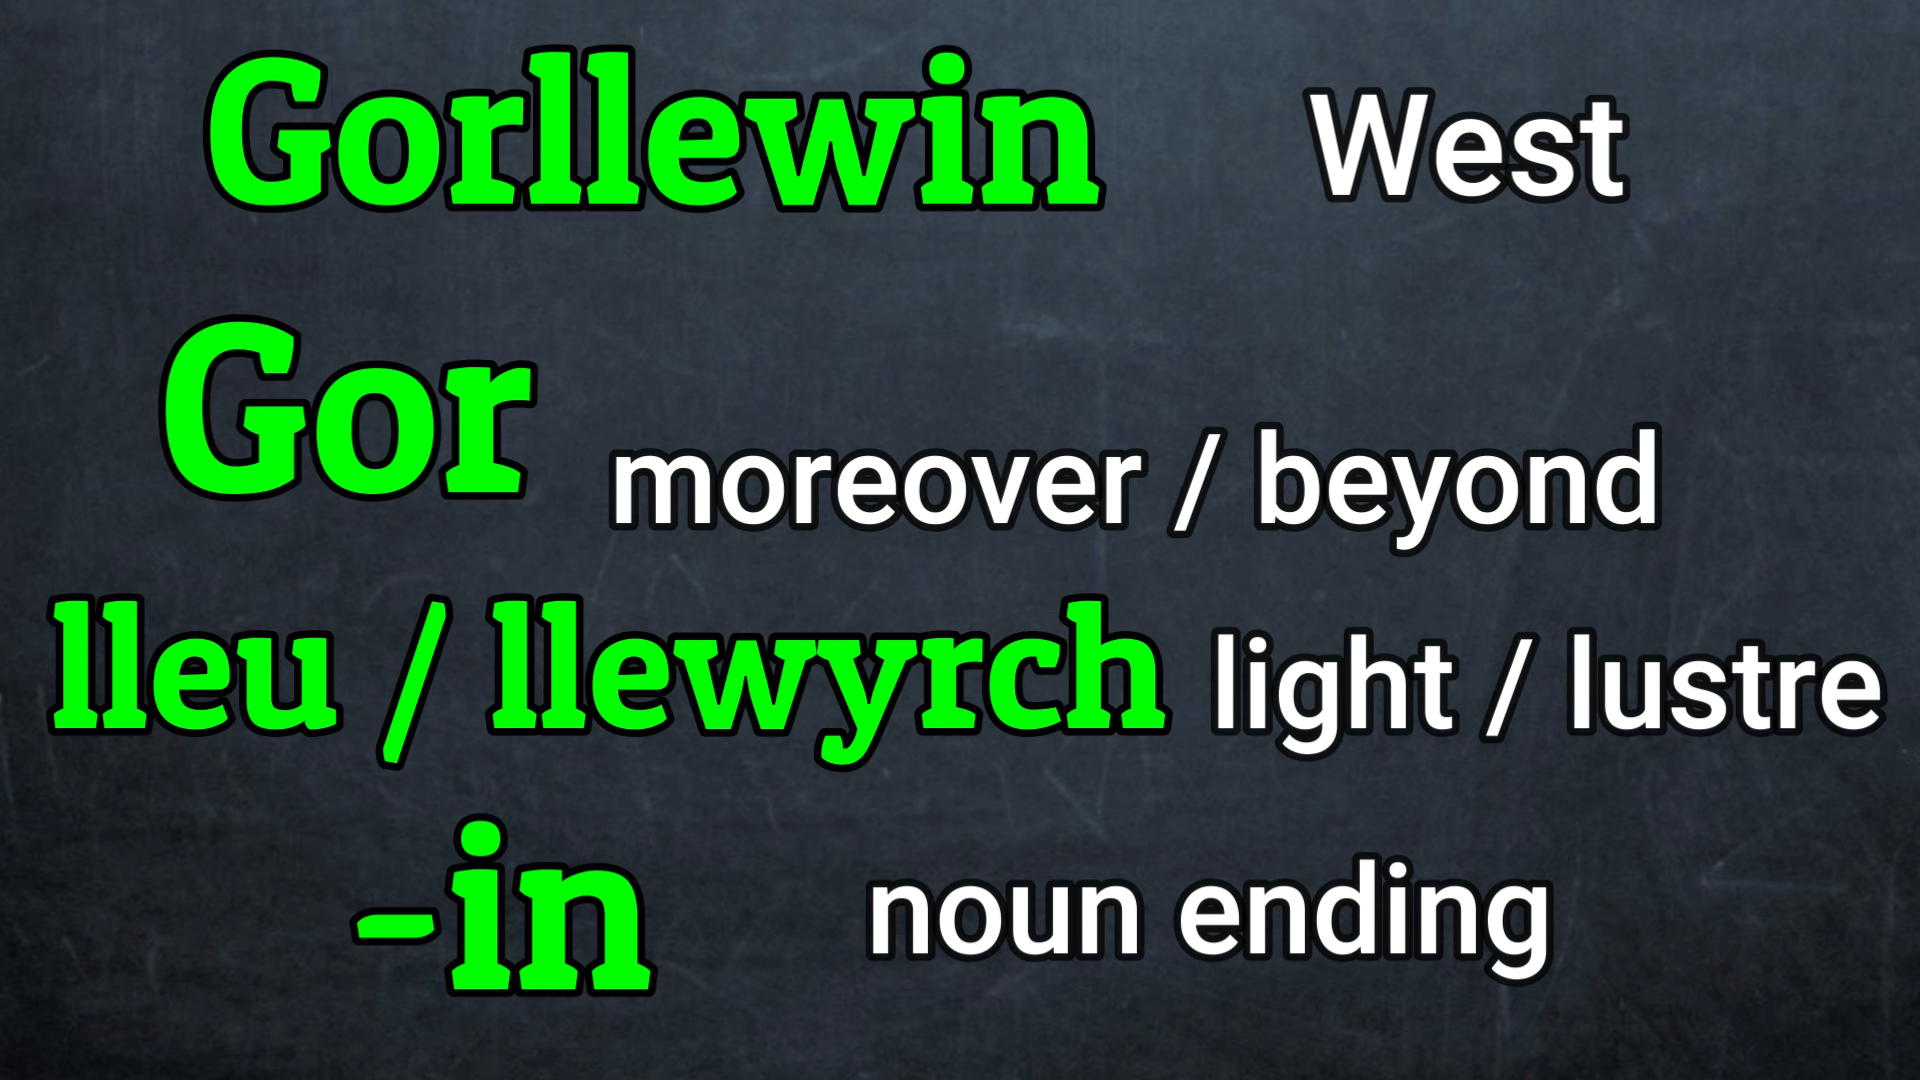 Gorllewin West
Gor moreover / beyond
lleu / llewyrch light / lustre
-in noun ending